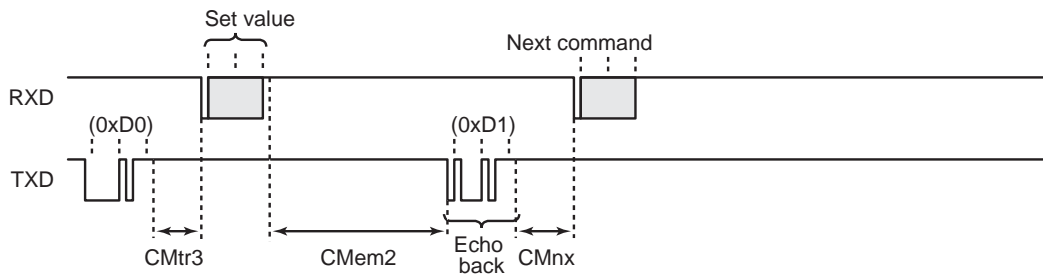 Set value
Next command
RXD
(0xD0)
(0xD1)
TXD
CMtr3
CMem2
Echo
back
CMnx